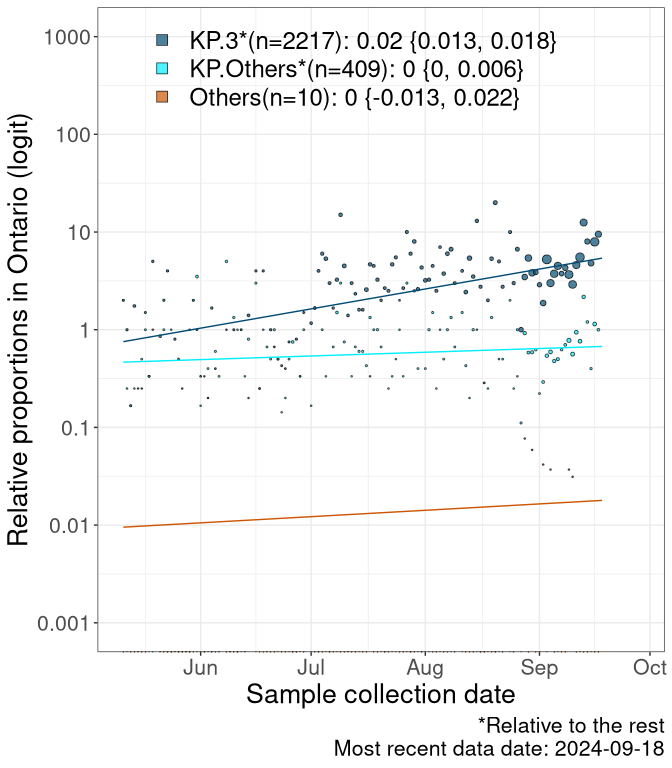 KP.3*(n=2217): 0.02 {0.013, 0.018}
KP.Others*(n=409): 0 {0, 0.006}
Others(n=10): 0 {-0.013, 0.022}
Relative proportions in Ontario (logit)
1000
100
10
1
0.1
0.01
0.001
Jun Jul Aug Sep Oct
Sample collection date
*Relative to the rest
Most recent data date: 2024-09-18